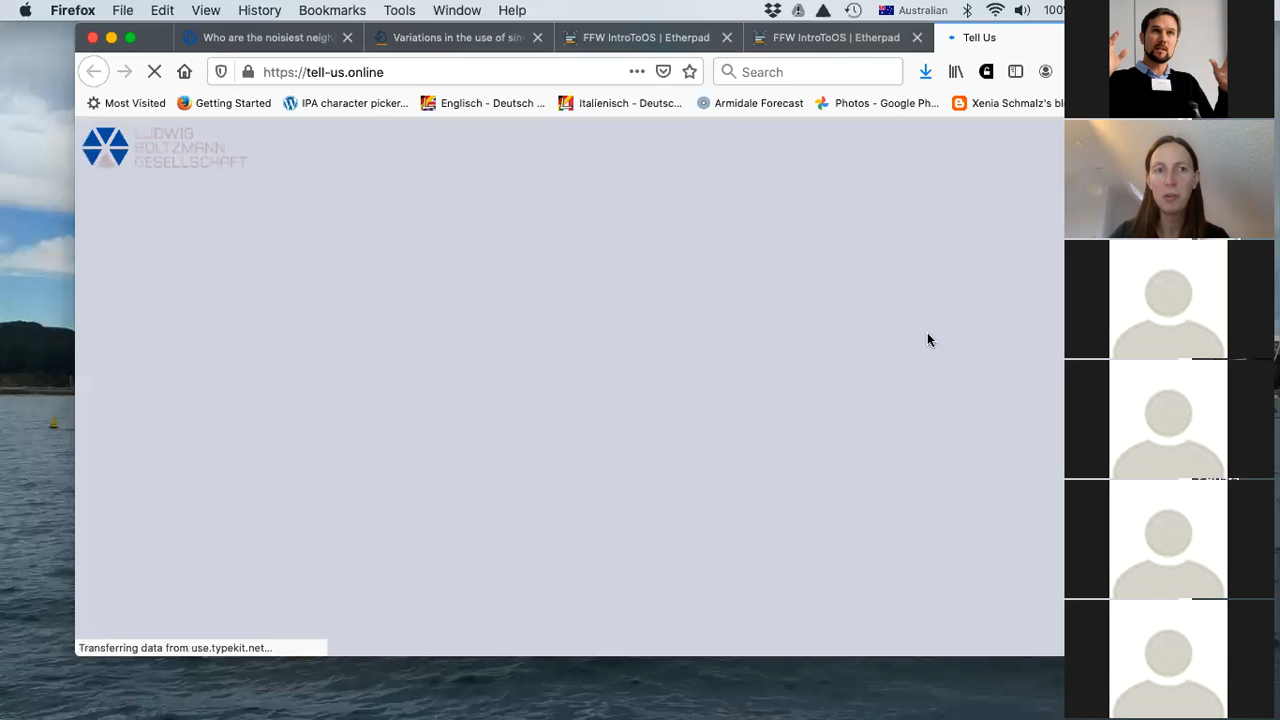 Firefox File Edit View History Bookmarks Tools Window Help Australian 100
Who are the noisiest neigh Variations in the use of sin FFW IntroToOS | Etherpad FFW IntroToOS | Etherpad Tell Us
https://tell-us.online Search
Most Visited Getting Started IPA character picker... Englisch - Deutsch ... Italienisch - Deutsc... Armidale Forecast Photos - Google Ph... Xenia Schmalz's bl
LUDWIG
BOLTZMANN
GESELLSCHAFT
Transferring data from use.typekit.net...